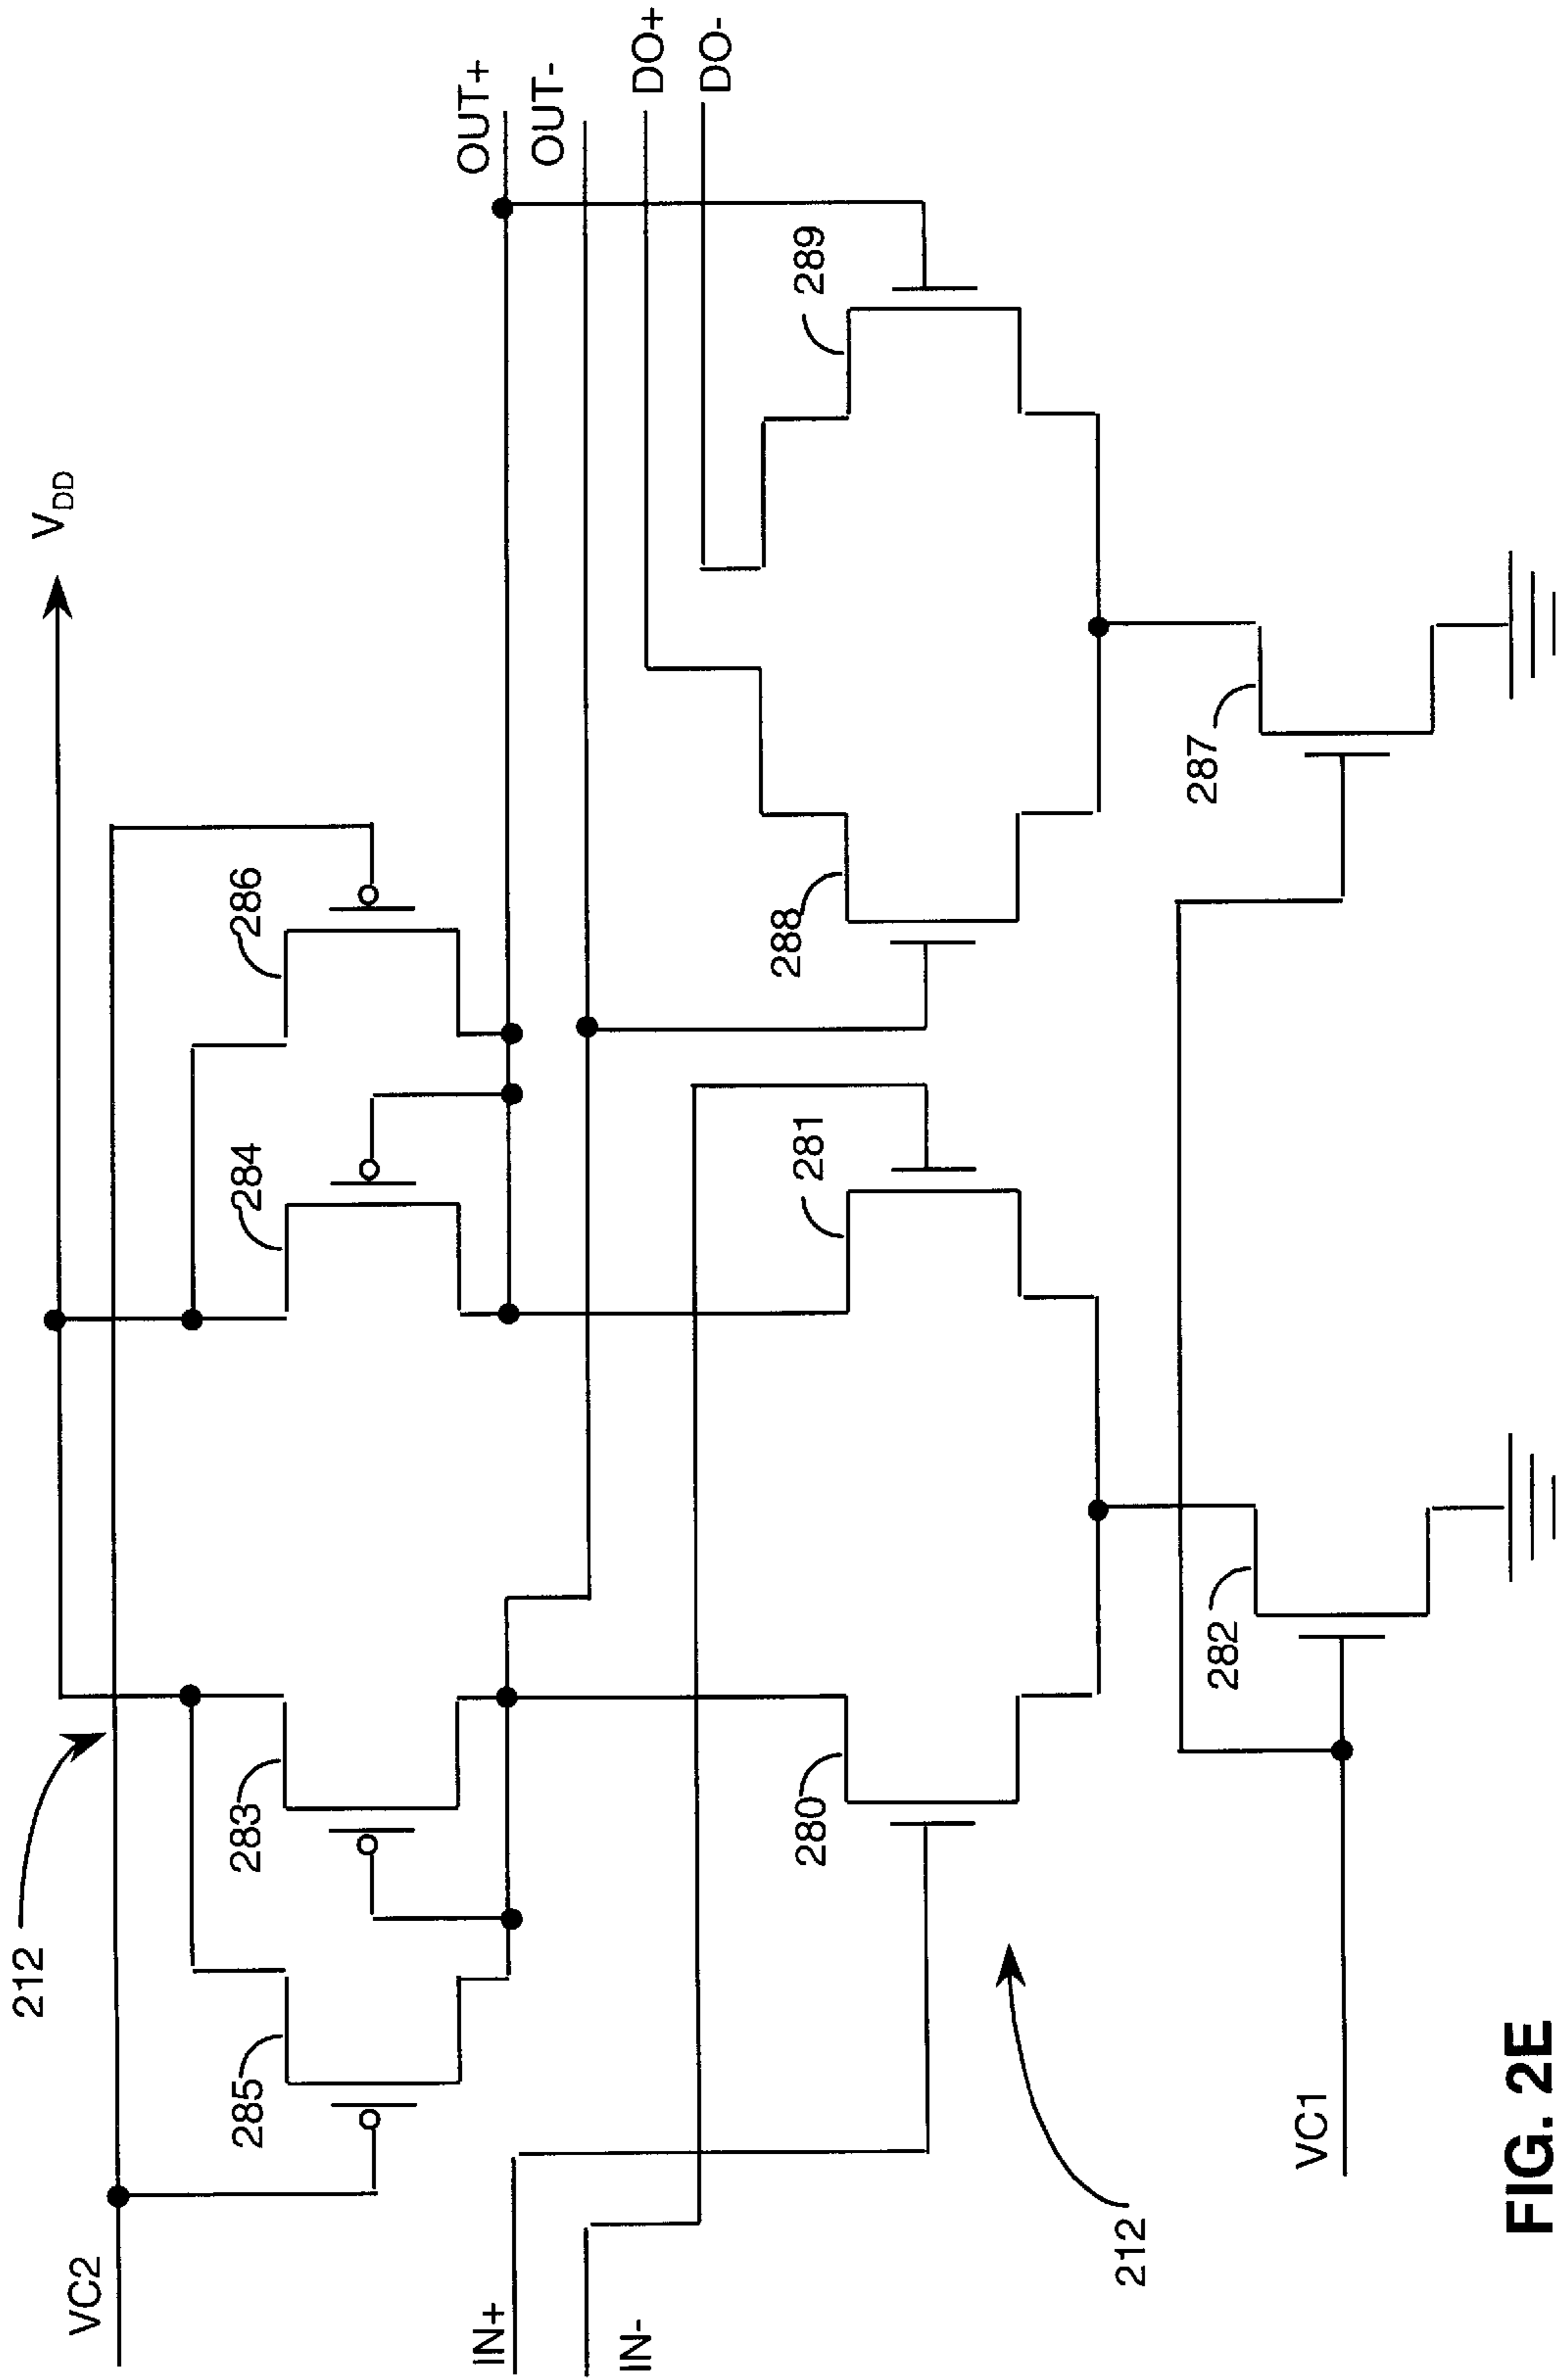 212
V_DD
VC2
285
283
284
286
OUT+
OUT-
DO+
DO-
IN+
IN-
280
281
288
289
212
VC1
282
287
FIG. 2E